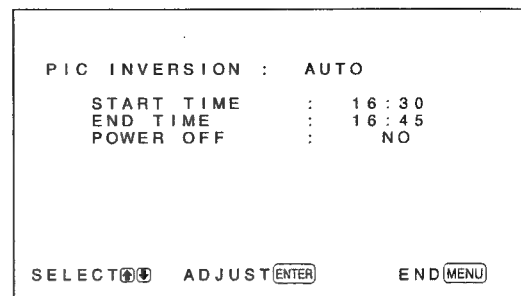 PIC INVERSION : AUTO
START TIME : 16:30
END TIME : 16:45
POWER OFF : NO
SELECT ADJUST ENTER END MENU